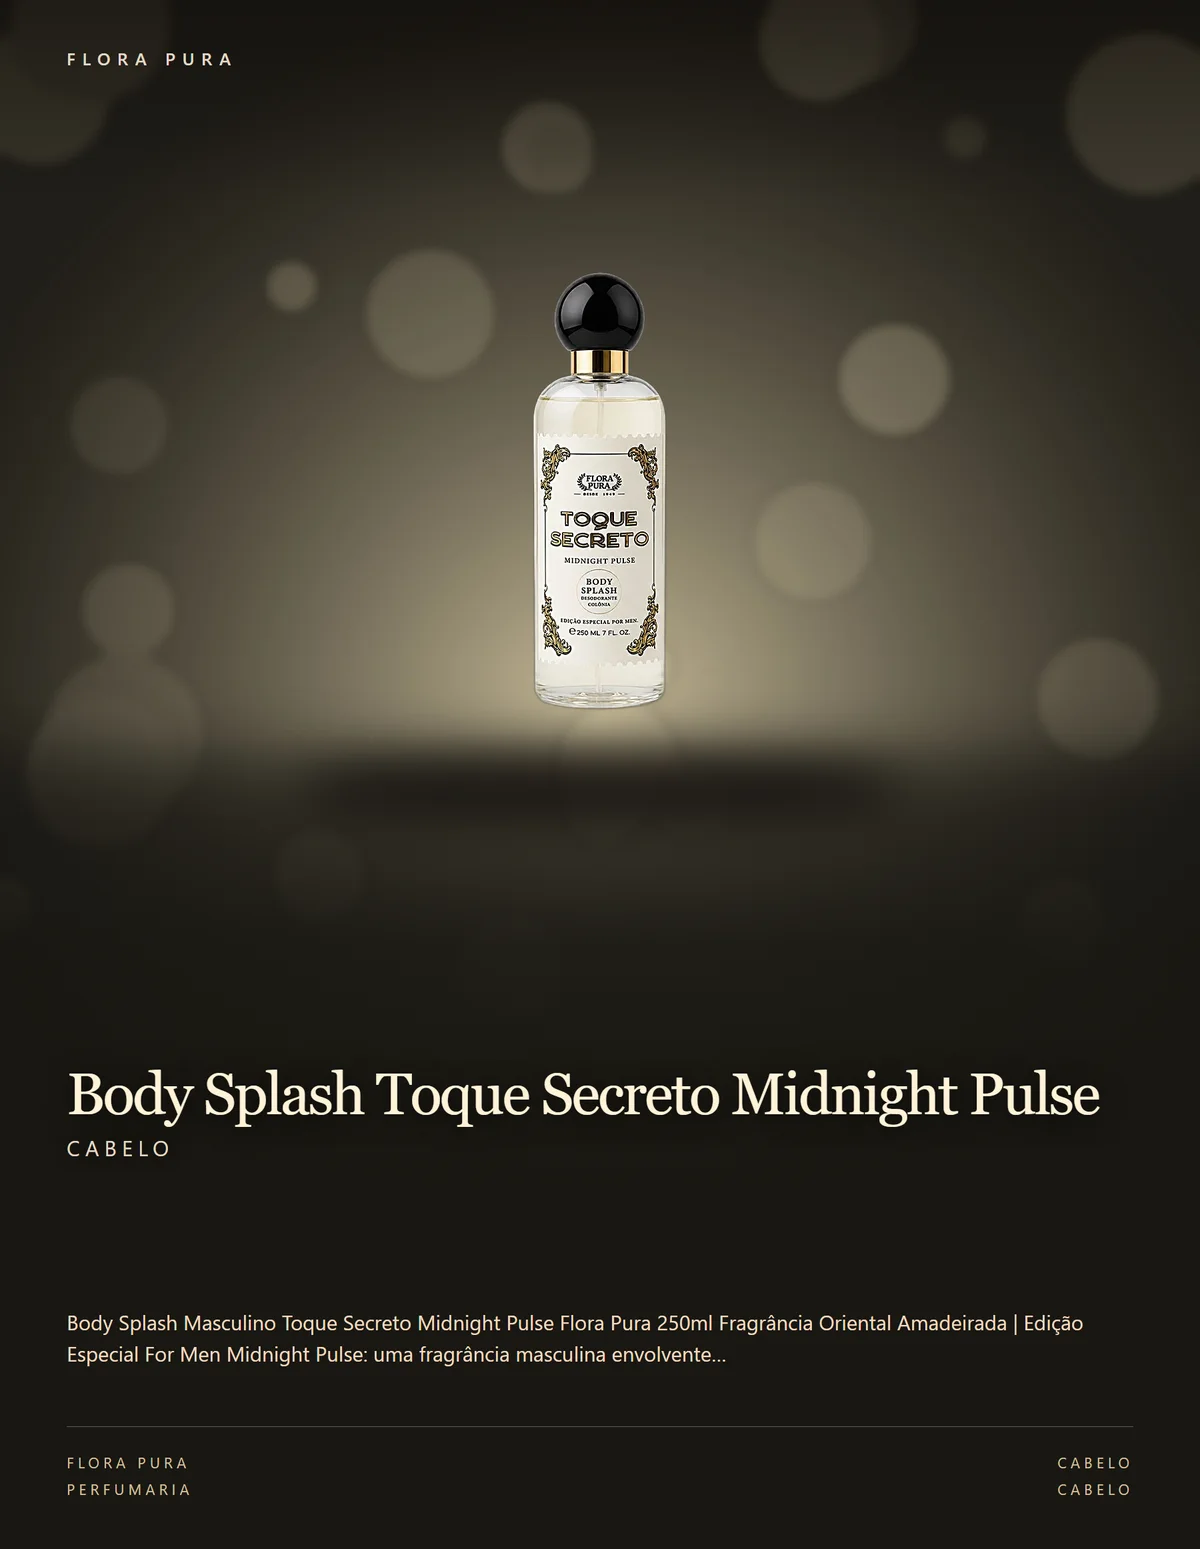 FLORA PURA
FLORA
PURA
DESDE 1949
TOQUE
SECRETO
MIDNIGHT PULSE
BODY
SPLASH
DESODORANTE
COLÔNIA
EDIÇÃO ESPECIAL POR MEN.
℮250 ML 7 FL. OZ.
Body Splash Toque Secreto Midnight Pulse
CABELO
Body Splash Masculino Toque Secreto Midnight Pulse Flora Pura 250ml Fragrância Oriental Amadeirada | Edição
Especial For Men Midnight Pulse: uma fragrância masculina envolvente...
FLORA PURA
CABELO
PERFUMARIA
CABELO